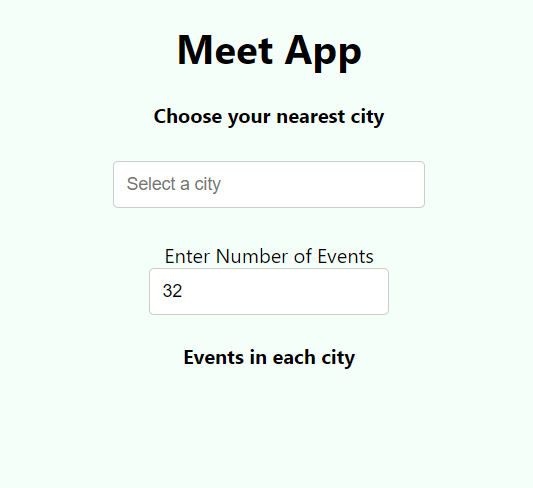 Meet App
Choose your nearest city
Select a city
Enter Number of Events
32
Events in each city